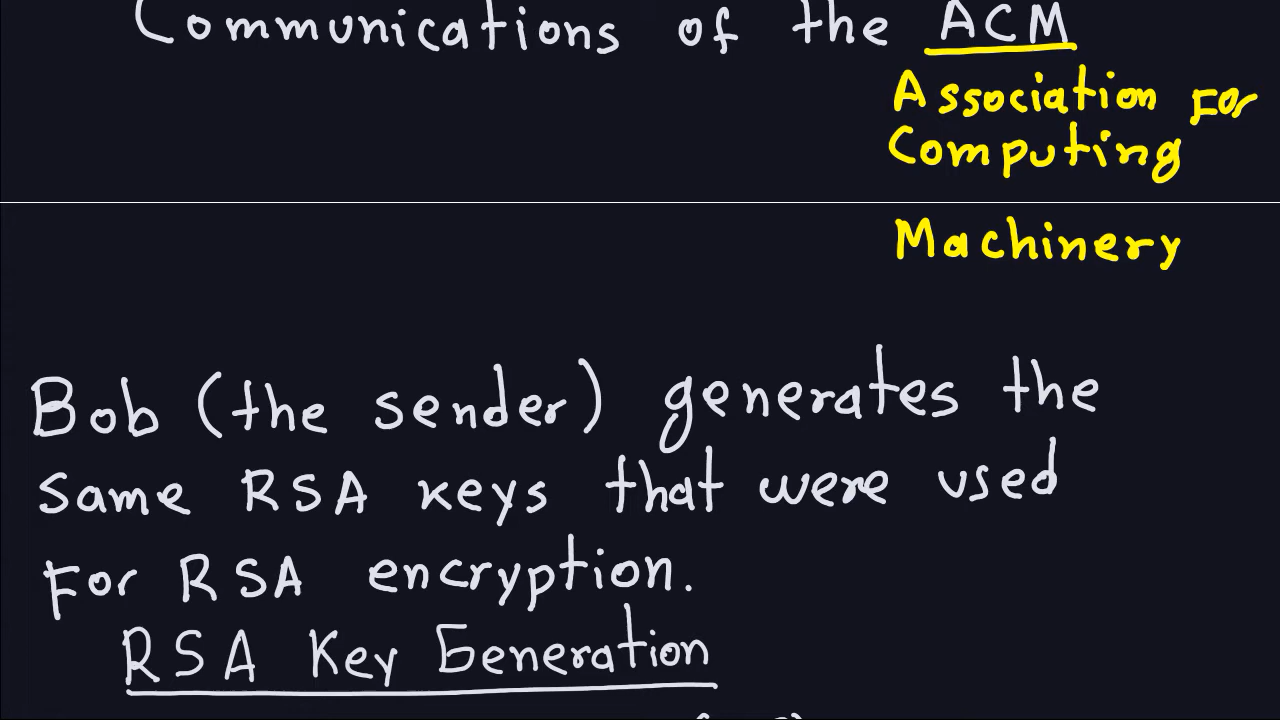 Communications of the ACM
Association For
Computing
Machinery
Bob (the sender) generates the
same RSA keys that were used
For RSA encryption.
RSA Key Generation